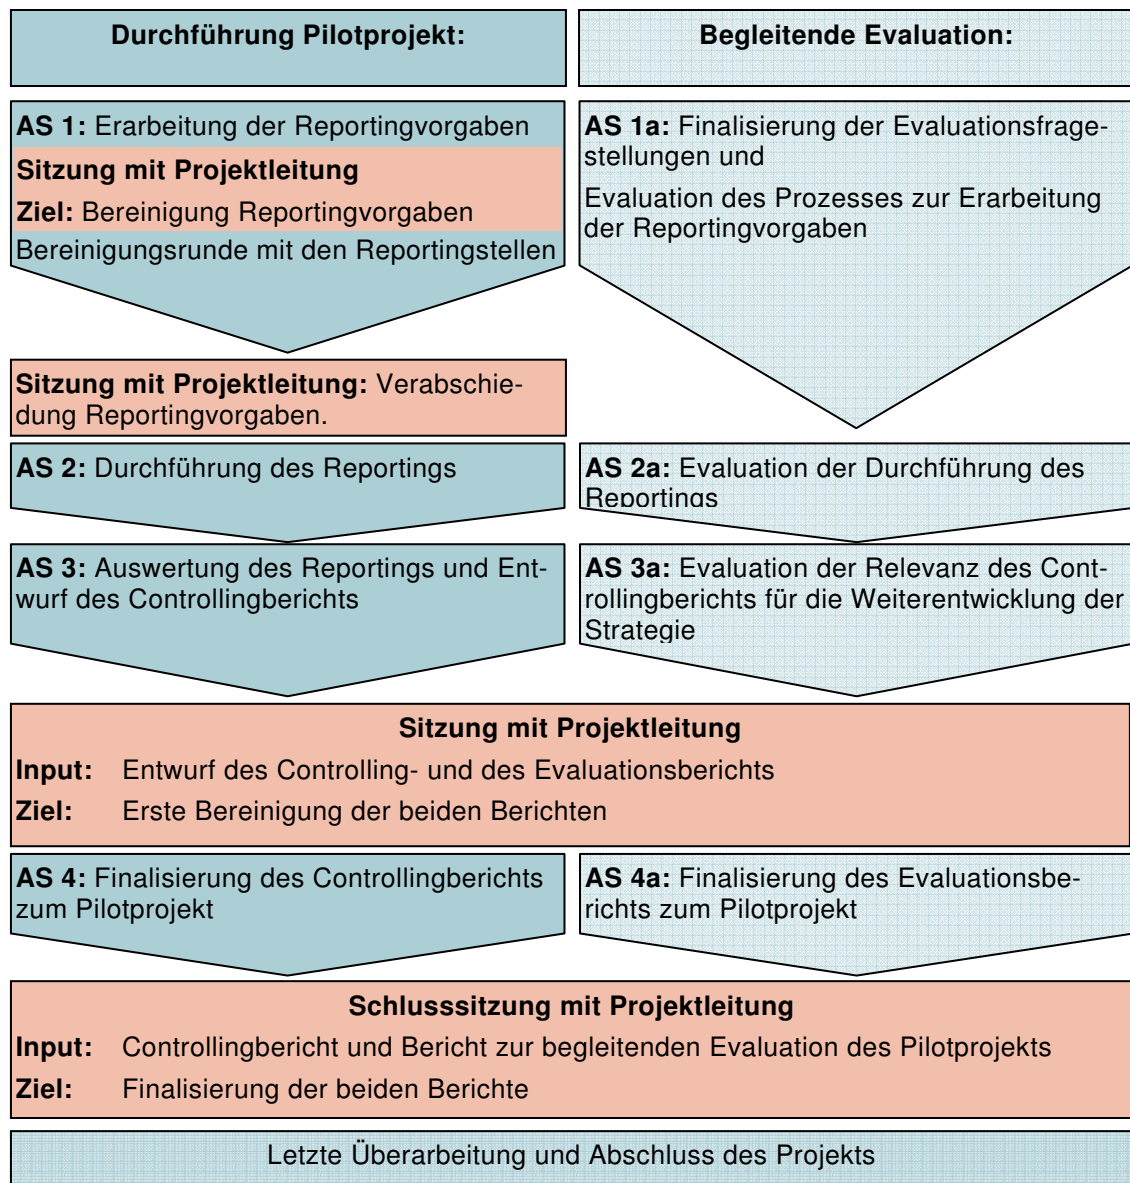 Durchführung Pilotprojekt:
Begleitende Evaluation:
AS 1: Erarbeitung der Reportingvorgaben
Sitzung mit Projektleitung
Ziel: Bereinigung Reportingvorgaben
Bereinigungsrunde mit den Reportingstellen
AS 1a: Finalisierung der Evaluationsfrage-
stellungen und
Evaluation des Prozesses zur Erarbeitung
der Reportingvorgaben
Sitzung mit Projektleitung: Verabschie-
dung Reportingvorgaben.
AS 2: Durchführung des Reportings
AS 2a: Evaluation der Durchführung des
Reportings
AS 3: Auswertung des Reportings und Ent-
wurf des Controllingberichts
AS 3a: Evaluation der Relevanz des Cont-
rollingberichts für die Weiterentwicklung der
Strategie
Sitzung mit Projektleitung
Input: Entwurf des Controlling- und des Evaluationsberichts
Ziel: Erste Bereinigung der beiden Berichten
AS 4: Finalisierung des Controllingberichts
zum Pilotprojekt
AS 4a: Finalisierung des Evaluationsbe-
richts zum Pilotprojekt
Schlusssitzung mit Projektleitung
Input: Controllingbericht und Bericht zur begleitenden Evaluation des Pilotprojekts
Ziel: Finalisierung der beiden Berichte
Letzte Überarbeitung und Abschluss des Projekts